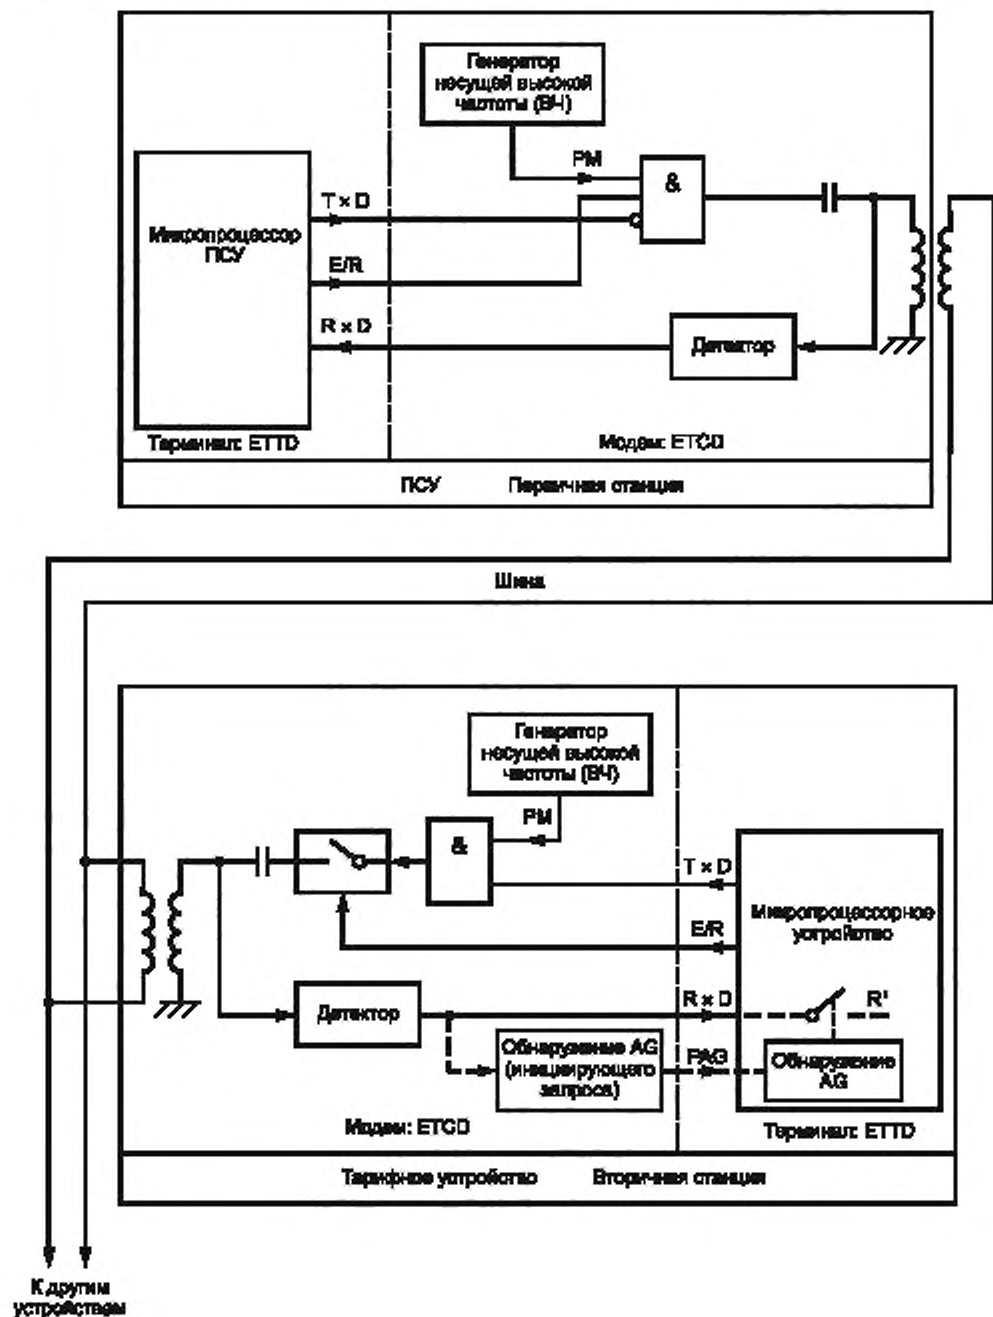 Генератор
несущей высокой
частоты (ВЧ)
РМ
&
T × D
Микропроцессор
ПСУ
E/R
R × D
Детектор
Терминал: ETTD
Модем: ETCD
ПСУ
Первичная станция
Шина
Генератор
несущей высокой
частоты (ВЧ)
РМ
&
T × D
Микропроцессорное
устройство
E/R
R × D
R'
Детектор
Обнаружение AG
(инициирующего
запроса)
PAG
Обнаружение
AG
Модем: ETCD
Терминал: ETTD
Тарифное устройство
Вторичная станция
К другим
устройствам